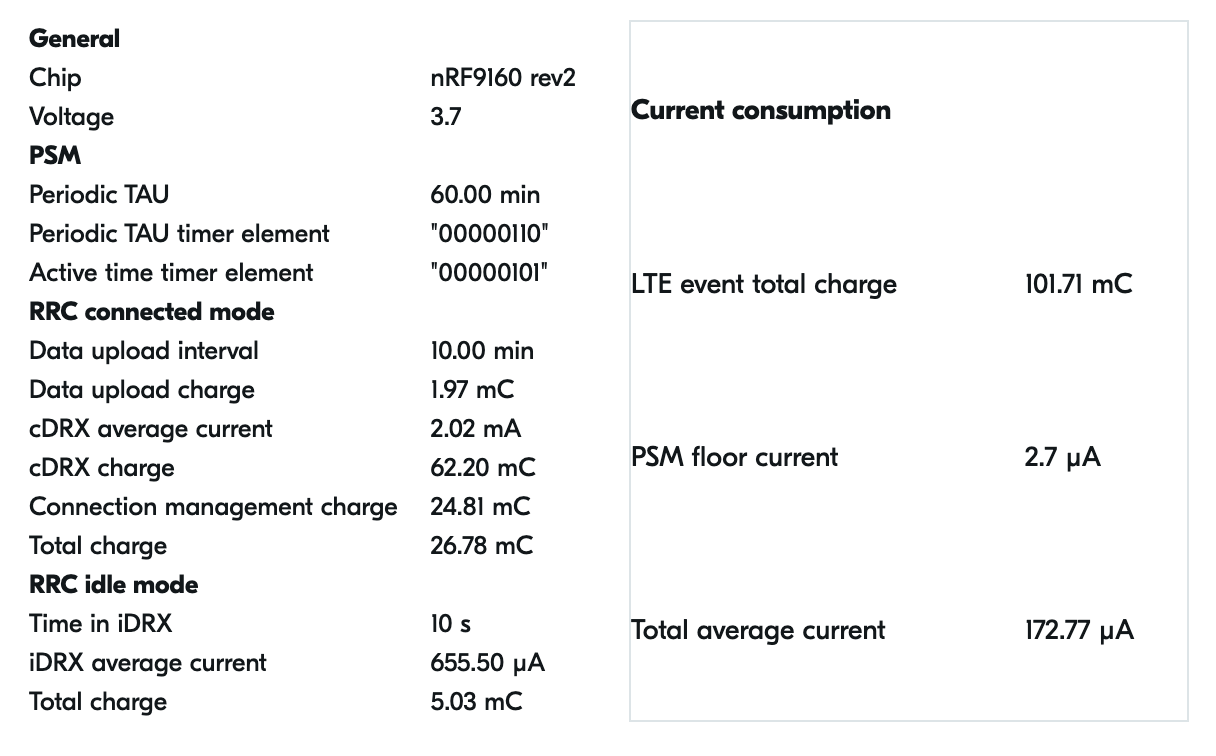 General
Chip nRF9160 rev2
Voltage 3.7
PSM
Periodic TAU 60.00 min
Periodic TAU timer element "00000110"
Active time timer element "00000101"
RRC connected mode
Data upload interval 10.00 min
Data upload charge 1.97 mC
cDRX average current 2.02 mA
cDRX charge 62.20 mC
Connection management charge 24.81 mC
Total charge 26.78 mC
RRC idle mode
Time in iDRX 10 s
iDRX average current 655.50 µA
Total charge 5.03 mC
Current consumption
LTE event total charge 101.71 mC
PSM floor current 2.7 µA
Total average current 172.77 µA